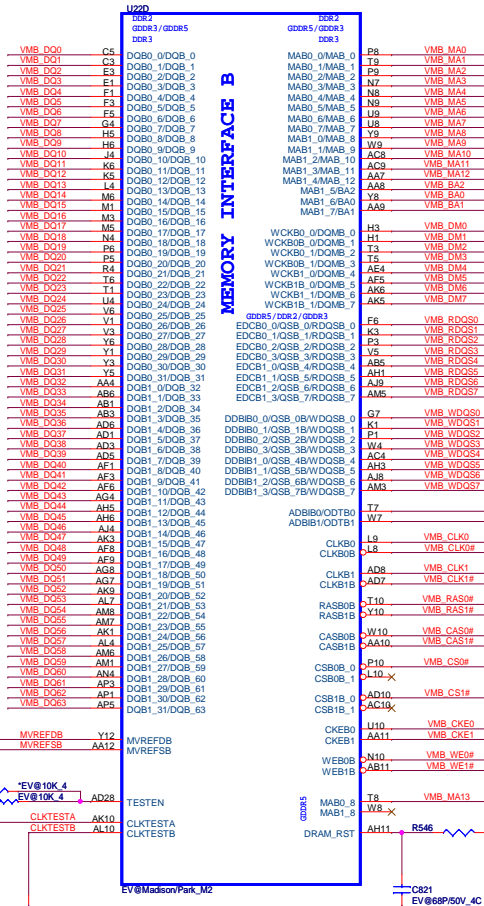 U22D
DDR2 DDR2
GDDR3/GDDR5 GDDR5/GDDR3
DDR3 DDR3
MEMORY INTERFACE B
VMB_DQ0 C5 DQB0_0/DQB_0
VMB_DQ1 C3 DQB0_1/DQB_1
VMB_DQ2 E3 DQB0_2/DQB_2
VMB_DQ3 E1 DQB0_3/DQB_3
VMB_DQ4 F1 DQB0_4/DQB_4
VMB_DQ5 F3 DQB0_5/DQB_5
VMB_DQ6 F5 DQB0_6/DQB_6
VMB_DQ7 G4 DQB0_7/DQB_7
VMB_DQ8 H5 DQB0_8/DQB_8
VMB_DQ9 H6 DQB0_9/DQB_9
VMB_DQ10 J4 DQB0_10/DQB_10
VMB_DQ11 K6 DQB0_11/DQB_11
VMB_DQ12 K5 DQB0_12/DQB_12
VMB_DQ13 L4 DQB0_13/DQB_13
VMB_DQ14 M6 DQB0_14/DQB_14
VMB_DQ15 M1 DQB0_15/DQB_15
VMB_DQ16 M3 DQB0_16/DQB_16
VMB_DQ17 M5 DQB0_17/DQB_17
VMB_DQ18 N4 DQB0_18/DQB_18
VMB_DQ19 P6 DQB0_19/DQB_19
VMB_DQ20 P5 DQB0_20/DQB_20
VMB_DQ21 R4 DQB0_21/DQB_21
VMB_DQ22 T6 DQB0_22/DQB_22
VMB_DQ23 T1 DQB0_23/DQB_23
VMB_DQ24 U4 DQB0_24/DQB_24
VMB_DQ25 V6 DQB0_25/DQB_25
VMB_DQ26 V1 DQB0_26/DQB_26
VMB_DQ27 V3 DQB0_27/DQB_27
VMB_DQ28 Y6 DQB0_28/DQB_28
VMB_DQ29 Y1 DQB0_29/DQB_29
VMB_DQ30 Y3 DQB0_30/DQB_30
VMB_DQ31 Y5 DQB0_31/DQB_31
VMB_DQ32 AA4 DQB1_0/DQB_32
VMB_DQ33 AB6 DQB1_1/DQB_33
VMB_DQ34 AB1 DQB1_2/DQB_34
VMB_DQ35 AB3 DQB1_3/DQB_35
VMB_DQ36 AD6 DQB1_4/DQB_36
VMB_DQ37 AD1 DQB1_5/DQB_37
VMB_DQ38 AD3 DQB1_6/DQB_38
VMB_DQ39 AD5 DQB1_7/DQB_39
VMB_DQ40 AF1 DQB1_8/DQB_40
VMB_DQ41 AF3 DQB1_9/DQB_41
VMB_DQ42 AF6 DQB1_10/DQB_42
VMB_DQ43 AG4 DQB1_11/DQB_43
VMB_DQ44 AH5 DQB1_12/DQB_44
VMB_DQ45 AH6 DQB1_13/DQB_45
VMB_DQ46 AJ4 DQB1_14/DQB_46
VMB_DQ47 AK3 DQB1_15/DQB_47
VMB_DQ48 AF8 DQB1_16/DQB_48
VMB_DQ49 AF9 DQB1_17/DQB_49
VMB_DQ50 AG8 DQB1_18/DQB_50
VMB_DQ51 AG7 DQB1_19/DQB_51
VMB_DQ52 AK9 DQB1_20/DQB_52
VMB_DQ53 AL7 DQB1_21/DQB_53
VMB_DQ54 AM8 DQB1_22/DQB_54
VMB_DQ55 AM7 DQB1_23/DQB_55
VMB_DQ56 AK1 DQB1_24/DQB_56
VMB_DQ57 AL4 DQB1_25/DQB_57
VMB_DQ58 AM6 DQB1_26/DQB_58
VMB_DQ59 AM1 DQB1_27/DQB_59
VMB_DQ60 AN4 DQB1_28/DQB_60
VMB_DQ61 AP3 DQB1_29/DQB_61
VMB_DQ62 AP1 DQB1_30/DQB_62
VMB_DQ63 AP5 DQB1_31/DQB_63
MVREFDB Y12 MVREFDB
MVREFSB AA12 MVREFSB
*EV@10K_4
EV@10K_4 AD28 TESTEN
CLKTESTA AK10 CLKTESTA
CLKTESTB AL10 CLKTESTB
MAB0_0/MAB_0 P8 VMB_MA0
MAB0_1/MAB_1 T9 VMB_MA1
MAB0_2/MAB_2 P9 VMB_MA2
MAB0_3/MAB_3 N7 VMB_MA3
MAB0_4/MAB_4 N8 VMB_MA4
MAB0_5/MAB_5 N9 VMB_MA5
MAB0_6/MAB_6 U9 VMB_MA6
MAB0_7/MAB_7 U8 VMB_MA7
MAB1_0/MAB_8 Y9 VMB_MA8
MAB1_1/MAB_9 W9 VMB_MA9
MAB1_2/MAB_10 AC8 VMB_MA10
MAB1_3/MAB_11 AC9 VMB_MA11
MAB1_4/MAB_12 AA7 VMB_MA12
MAB1_5/BA2 AA8 VMB_BA2
MAB1_6/BA0 Y8 VMB_BA0
MAB1_7/BA1 AA9 VMB_BA1
WCKB0_0/DQMB_0 H3 VMB_DM0
WCKB0B_0/DQMB_1 H1 VMB_DM1
WCKB0_1/DQMB_2 T3 VMB_DM2
WCKB0B_1/DQMB_3 T5 VMB_DM3
WCKB1_0/DQMB_4 AE4 VMB_DM4
WCKB1B_0/DQMB_5 AF5 VMB_DM5
WCKB1_1/DQMB_6 AK6 VMB_DM6
WCKB1B_1/DQMB_7 AK5 VMB_DM7
GDDR5/DDR2/GDDR3
EDCB0_0/QSB_0/RDQSB_0 F6 VMB_RDQS0
EDCB0_1/QSB_1/RDQSB_1 K3 VMB_RDQS1
EDCB0_2/QSB_2/RDQSB_2 P3 VMB_RDQS2
EDCB0_3/QSB_3/RDQSB_3 V5 VMB_RDQS3
EDCB1_0/QSB_4/RDQSB_4 AB5 VMB_RDQS4
EDCB1_1/QSB_5/RDQSB_5 AH1 VMB_RDQS5
EDCB1_2/QSB_6/RDQSB_6 AJ9 VMB_RDQS6
EDCB1_3/QSB_7/RDQSB_7 AM5 VMB_RDQS7
DDBIB0_0/QSB_0B/WDQSB_0 G7 VMB_WDQS0
DDBIB0_1/QSB_1B/WDQSB_1 K1 VMB_WDQS1
DDBIB0_2/QSB_2B/WDQSB_2 P1 VMB_WDQS2
DDBIB0_3/QSB_3B/WDQSB_3 W4 VMB_WDQS3
DDBIB1_0/QSB_4B/WDQSB_4 AC4 VMB_WDQS4
DDBIB1_1/QSB_5B/WDQSB_5 AH3 VMB_WDQS5
DDBIB1_2/QSB_6B/WDQSB_6 AJ8 VMB_WDQS6
DDBIB1_3/QSB_7B/WDQSB_7 AM3 VMB_WDQS7
ADBIB0/ODTB0 T7
ADBIB1/ODTB1 W7
CLKB0 L9 VMB_CLK0
CLKB0B L8 VMB_CLK0#
CLKB1 AD8 VMB_CLK1
CLKB1B AD7 VMB_CLK1#
RASB0B T10 VMB_RAS0#
RASB1B Y10 VMB_RAS1#
CASB0B W10 VMB_CAS0#
CASB1B AA10 VMB_CAS1#
CSB0B_0 P10 VMB_CS0#
CSB0B_1 L10
CSB1B_0 AD10 VMB_CS1#
CSB1B_1 AC10
CKEB0 U10 VMB_CKE0
CKEB1 AA11 VMB_CKE1
WEB0B N10 VMB_WE0#
WEB1B AB11 VMB_WE1#
GDDR5
MAB0_8 T8 VMB_MA13
MAB1_8 W8
DRAM_RST AH11 R546
C821
EV@68P/50V_4C
EV@Madison/Park_M2